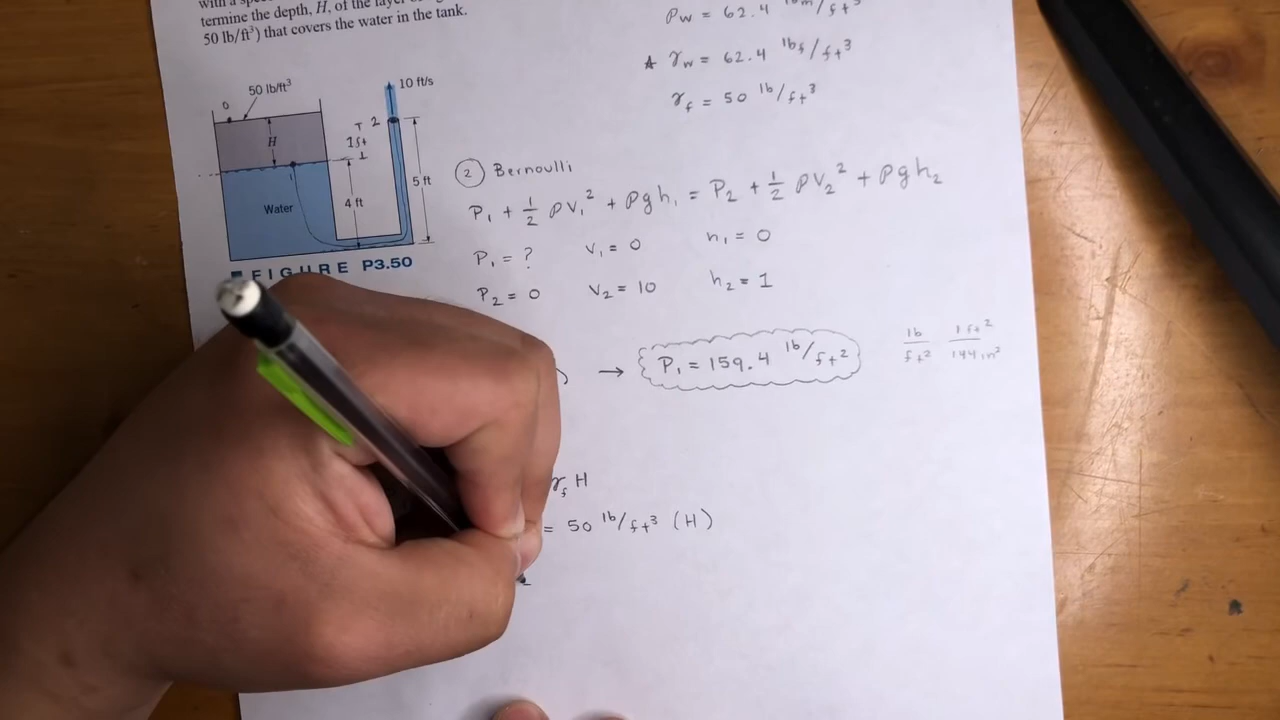 termine the depth, H, of the layer
50 lb/ft³) that covers the water in the tank.
50 lb/ft³
10 ft/s
0
2
H
1ft
1
5 ft
4 ft
Water
FIGURE P3.50
ρw = 62.4 lbm/ft³
* γw = 62.4 lbf/ft³
γf = 50 lb/ft³
② Bernoulli
P₁ + ½ ρV₁² + ρgh₁ = P₂ + ½ ρV₂² + ρgh₂
P₁ = ? V₁ = 0 h₁ = 0
P₂ = 0 V₂ = 10 h₂ = 1
→ P₁ = 159.4 lb/ft²
lb/ft² 1ft²/144in²
γf H
= 50 lb/ft³ (H)